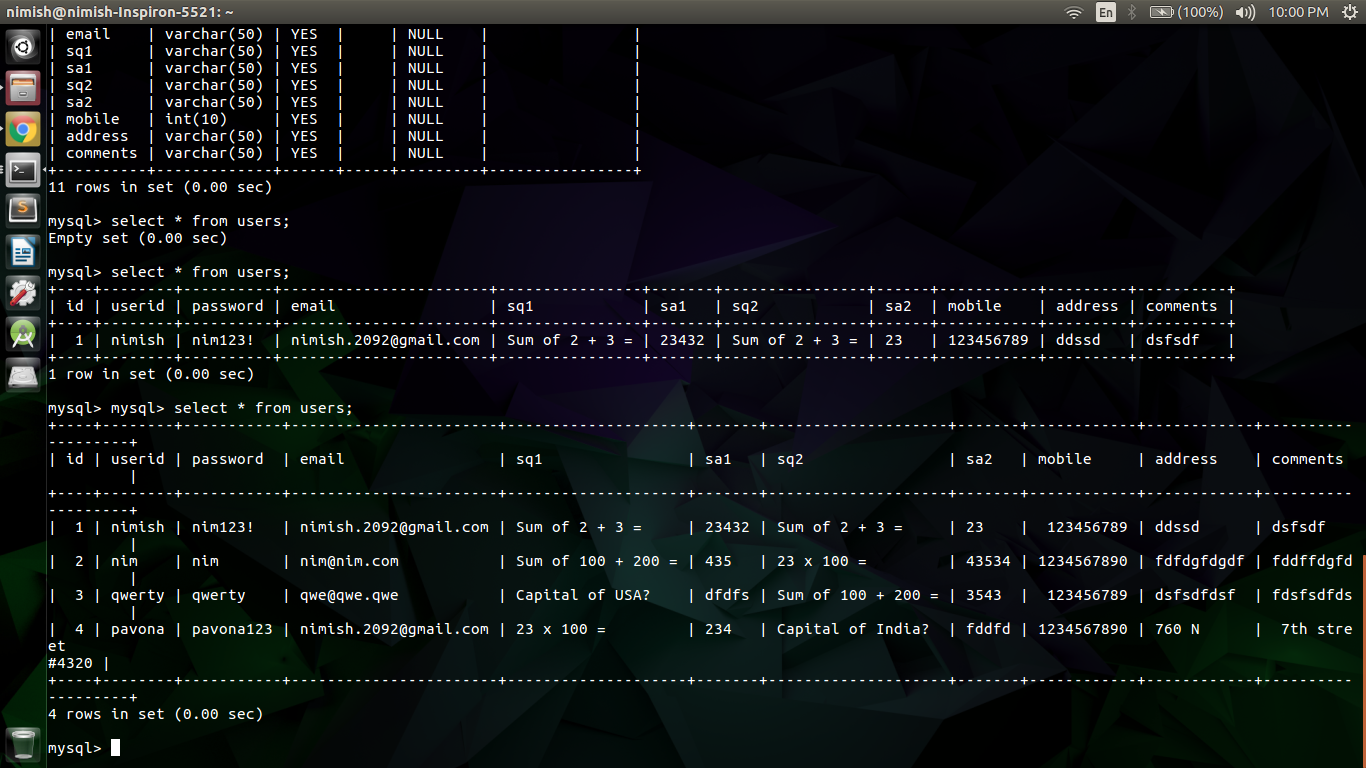 nimish@nimish-Inspiron-5521: ~ En (100%) 10:00 PM
| email    | varchar(50) | YES  |     | NULL    |                |
| sq1      | varchar(50) | YES  |     | NULL    |                |
| sa1      | varchar(50) | YES  |     | NULL    |                |
| sq2      | varchar(50) | YES  |     | NULL    |                |
| sa2      | varchar(50) | YES  |     | NULL    |                |
| mobile   | int(10)     | YES  |     | NULL    |                |
| address  | varchar(50) | YES  |     | NULL    |                |
| comments | varchar(50) | YES  |     | NULL    |                |
+----------+-------------+------+-----+---------+----------------+
11 rows in set (0.00 sec)
mysql> select * from users;
Empty set (0.00 sec)
mysql> select * from users;
+----+--------+----------+-----------------------+---------------+-------+---------------+------+-----------+---------+----------+
| id | userid | password | email                 | sq1           | sa1   | sq2           | sa2  | mobile    | address | comments |
+----+--------+----------+-----------------------+---------------+-------+---------------+------+-----------+---------+----------+
|  1 | nimish | nim123!  | nimish.2092@gmail.com | Sum of 2 + 3 = | 23432 | Sum of 2 + 3 = | 23   | 123456789 | ddssd   | dsfsdf   |
+----+--------+----------+-----------------------+---------------+-------+---------------+------+-----------+---------+----------+
1 row in set (0.00 sec)
mysql> mysql> select * from users;
+----+--------+-----------+-----------------------+--------------------+-------+--------------------+-------+------------+------------+----------
---------+
| id | userid | password  | email                 | sq1                | sa1   | sq2                | sa2   | mobile     | address    | comments
         |
+----+--------+-----------+-----------------------+--------------------+-------+--------------------+-------+------------+------------+----------
---------+
|  1 | nimish | nim123!   | nimish.2092@gmail.com | Sum of 2 + 3 =     | 23432 | Sum of 2 + 3 =     | 23    |  123456789 | ddssd      | dsfsdf
         |
|  2 | nim    | nim       | nim@nim.com           | Sum of 100 + 200 = | 435   | 23 x 100 =         | 43534 | 1234567890 | fdfdgfdgdf | fddffdgfd
         |
|  3 | qwerty | qwerty    | qwe@qwe.qwe           | Capital of USA?    | dfdfs | Sum of 100 + 200 = | 3543  |  123456789 | dsfsdfdsf  | fdsfsdfds
         |
|  4 | pavona | pavona123 | nimish.2092@gmail.com | 23 x 100 =         | 234   | Capital of India?  | fddfd | 1234567890 | 760 N      |  7th stre
et
#4320 |
+----+--------+-----------+-----------------------+--------------------+-------+--------------------+-------+------------+------------+----------
---------+
4 rows in set (0.00 sec)
mysql>